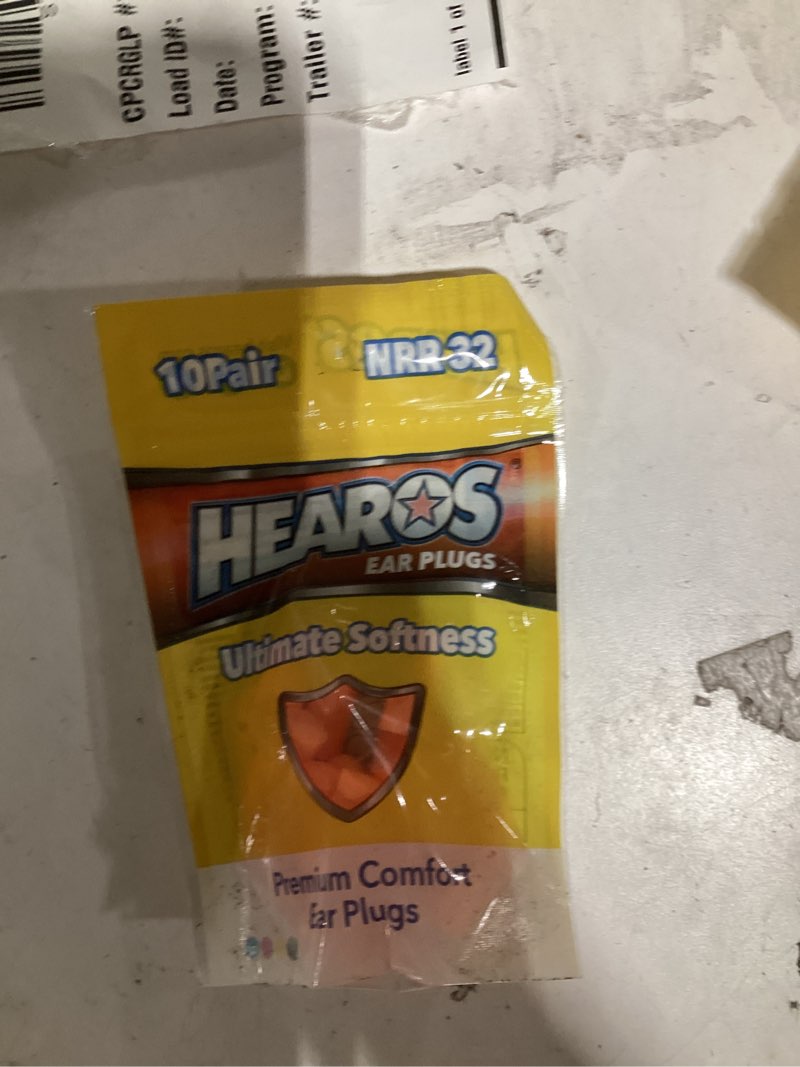 CPCRGLP #:
Load ID#:
Date:
Program:
Trailer #:
label 1 of
10Pair NRR-32
HEAROS
EAR PLUGS
Ultimate Softness
Premium Comfort
Ear Plugs